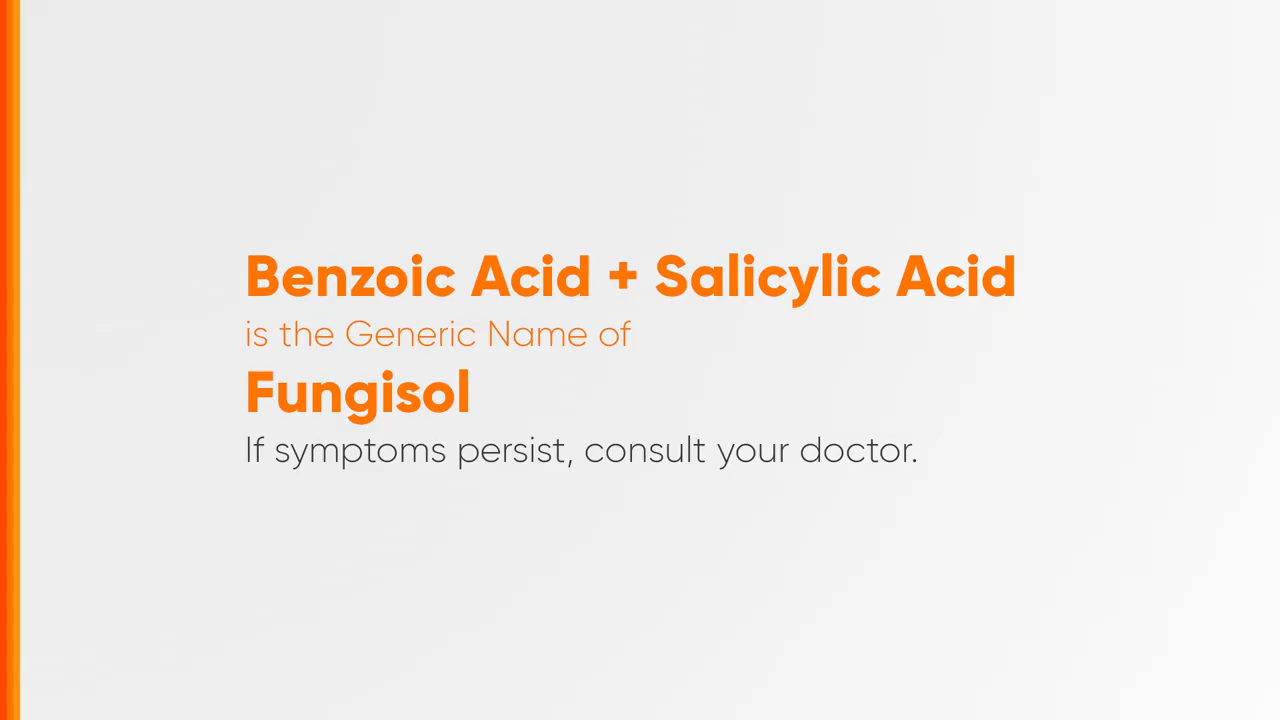 Benzoic Acid + Salicylic Acid
is the Generic Name of
Fungisol
If symptoms persist, consult your doctor.